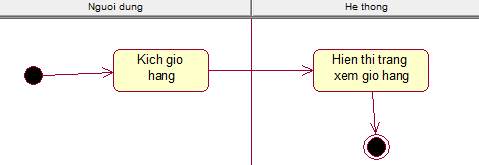 Nguoi dung
He thong
Kich gio
hang
Hien thi trang
xem gio hang